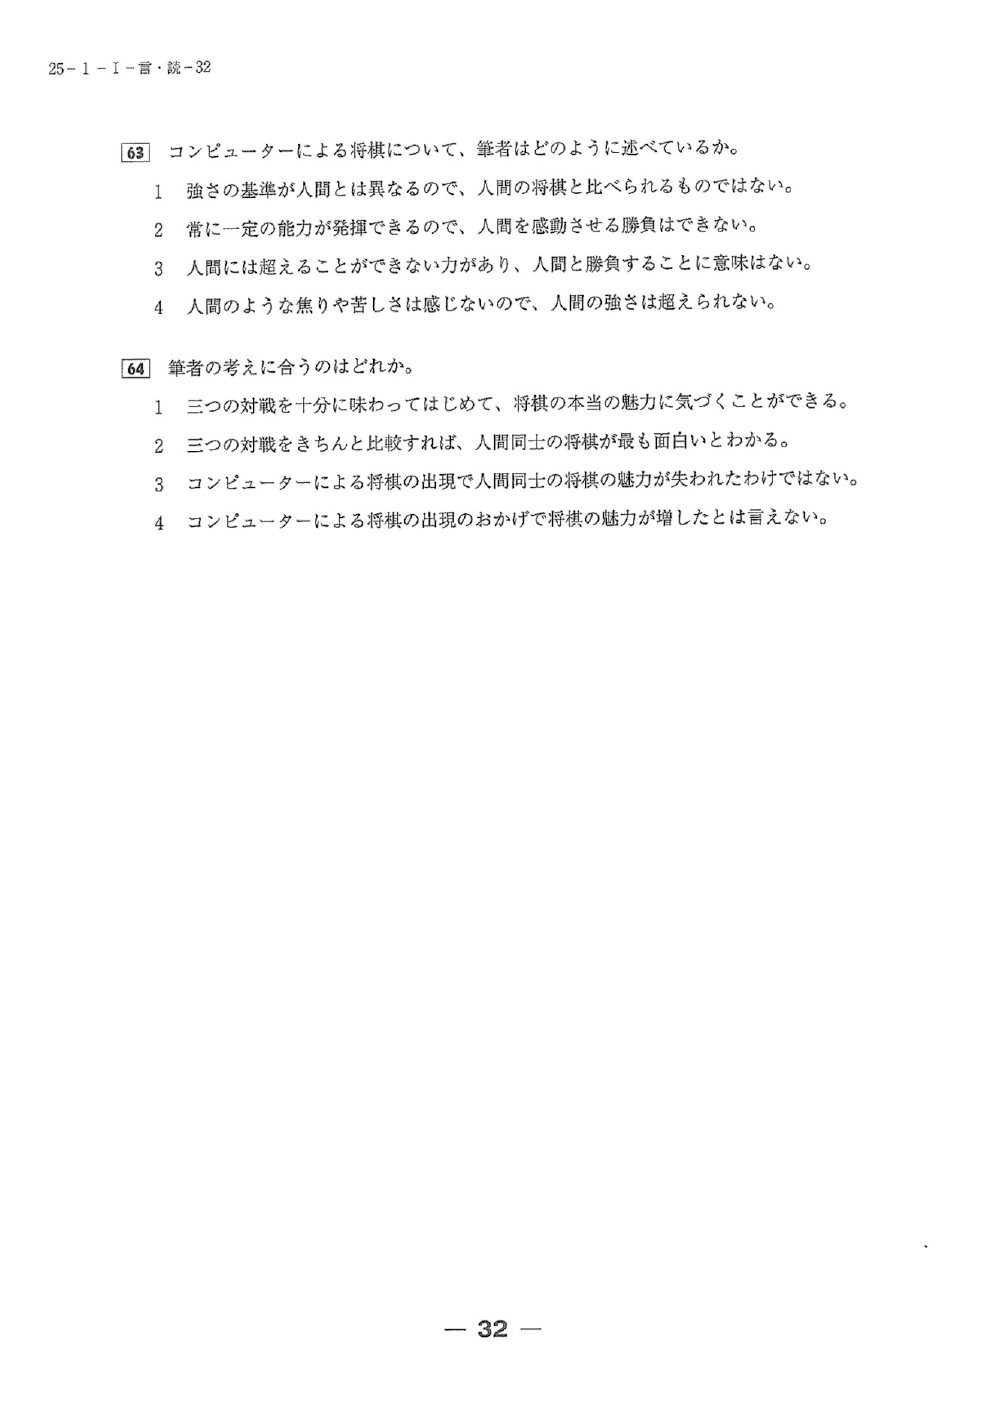 25-1-Ⅰ-言・読-32
63 コンピューターによる将棋について、筆者はどのように述べているか。
1 強さの基準が人間とは異なるので、人間の将棋と比べられるものではない。
2 常に一定の能力が発揮できるので、人間を感動させる勝負はできない。
3 人間には超えることができない力があり、人間と勝負することに意味はない。
4 人間のような焦りや苦しさは感じないので、人間の強さは超えられない。
64 筆者の考えに合うのはどれか。
1 三つの対戦を十分に味わってはじめて、将棋の本当の魅力に気づくことができる。
2 三つの対戦をきちんと比較すれば、人間同士の将棋が最も面白いとわかる。
3 コンピューターによる将棋の出現で人間同士の将棋の魅力が失われたわけではない。
4 コンピューターによる将棋の出現のおかげで将棋の魅力が増したとは言えない。
— 32 —